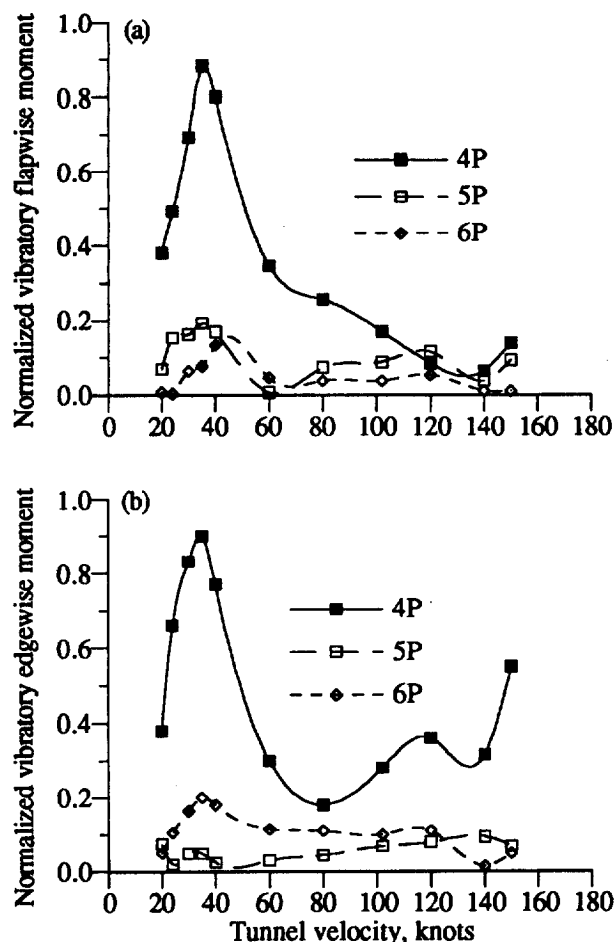 (a)
Normalized vibratory flapwise moment
1.0
0.8
0.6
0.4
0.2
0.0
4P
5P
6P
0 20 40 60 80 100 120 140 160 180
(b)
Normalized vibratory edgewise moment
1.0
0.8
0.6
0.4
0.2
0.0
4P
5P
6P
0 20 40 60 80 100 120 140 160 180
Tunnel velocity, knots